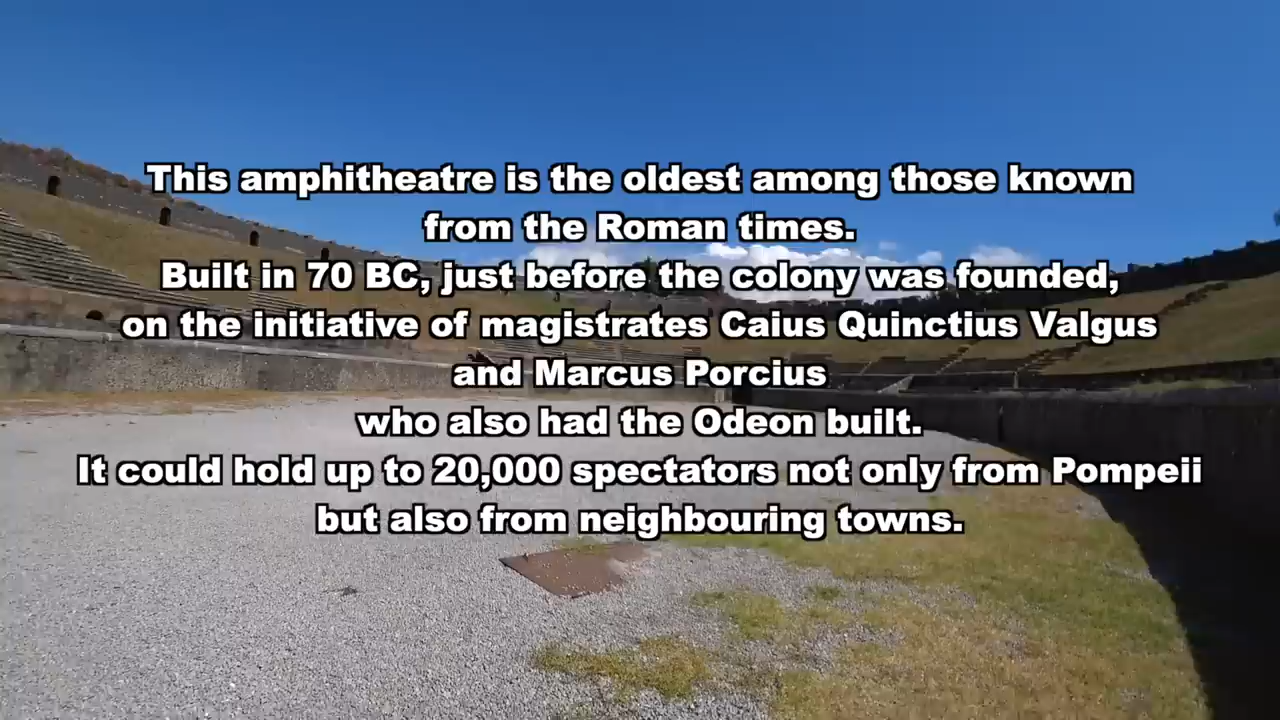 This amphitheatre is the oldest among those known
from the Roman times.
Built in 70 BC, just before the colony was founded,
on the initiative of magistrates Caius Quinctius Valgus
and Marcus Porcius
who also had the Odeon built.
It could hold up to 20,000 spectators not only from Pompeii
but also from neighbouring towns.